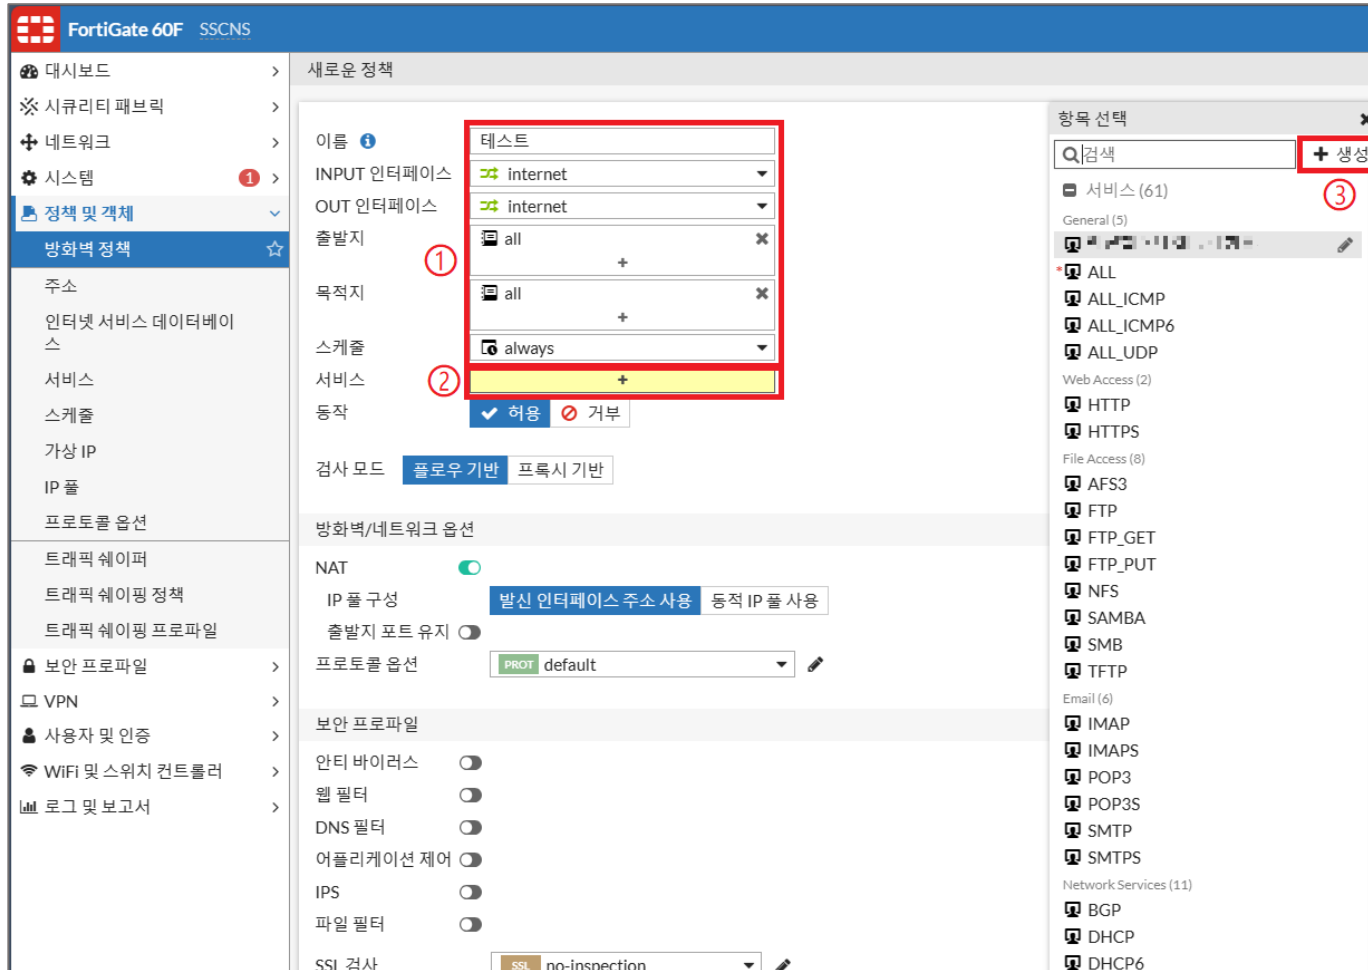 FortiGate 60F SSCNS
대시보드
시큐리티 패브릭
네트워크
시스템 1
정책 및 객체
방화벽 정책
주소
인터넷 서비스 데이터베이
스
서비스
스케줄
가상 IP
IP 풀
프로토콜 옵션
트래픽 쉐이퍼
트래픽 쉐이핑 정책
트래픽 쉐이핑 프로파일
보안 프로파일
VPN
사용자 및 인증
WiFi 및 스위치 컨트롤러
로그 및 보고서
새로운 정책
이름 테스트
INPUT 인터페이스 internet
OUT 인터페이스 internet
출발지 all
+
①
목적지 all
+
스케줄 always
서비스 ② +
동작 허용 거부
검사 모드 플로우 기반 프록시 기반
방화벽/네트워크 옵션
NAT
IP 풀 구성 발신 인터페이스 주소 사용 동적 IP 풀 사용
출발지 포트 유지
프로토콜 옵션 PROT default
보안 프로파일
안티 바이러스
웹 필터
DNS 필터
어플리케이션 제어
IPS
파일 필터
SSL 검사 SSL no-inspection
항목 선택
검색 + 생성
③
서비스 (61)
General (5)
*ALL
ALL_ICMP
ALL_ICMP6
ALL_UDP
Web Access (2)
HTTP
HTTPS
File Access (8)
AFS3
FTP
FTP_GET
FTP_PUT
NFS
SAMBA
SMB
TFTP
Email (6)
IMAP
IMAPS
POP3
POP3S
SMTP
SMTPS
Network Services (11)
BGP
DHCP
DHCP6